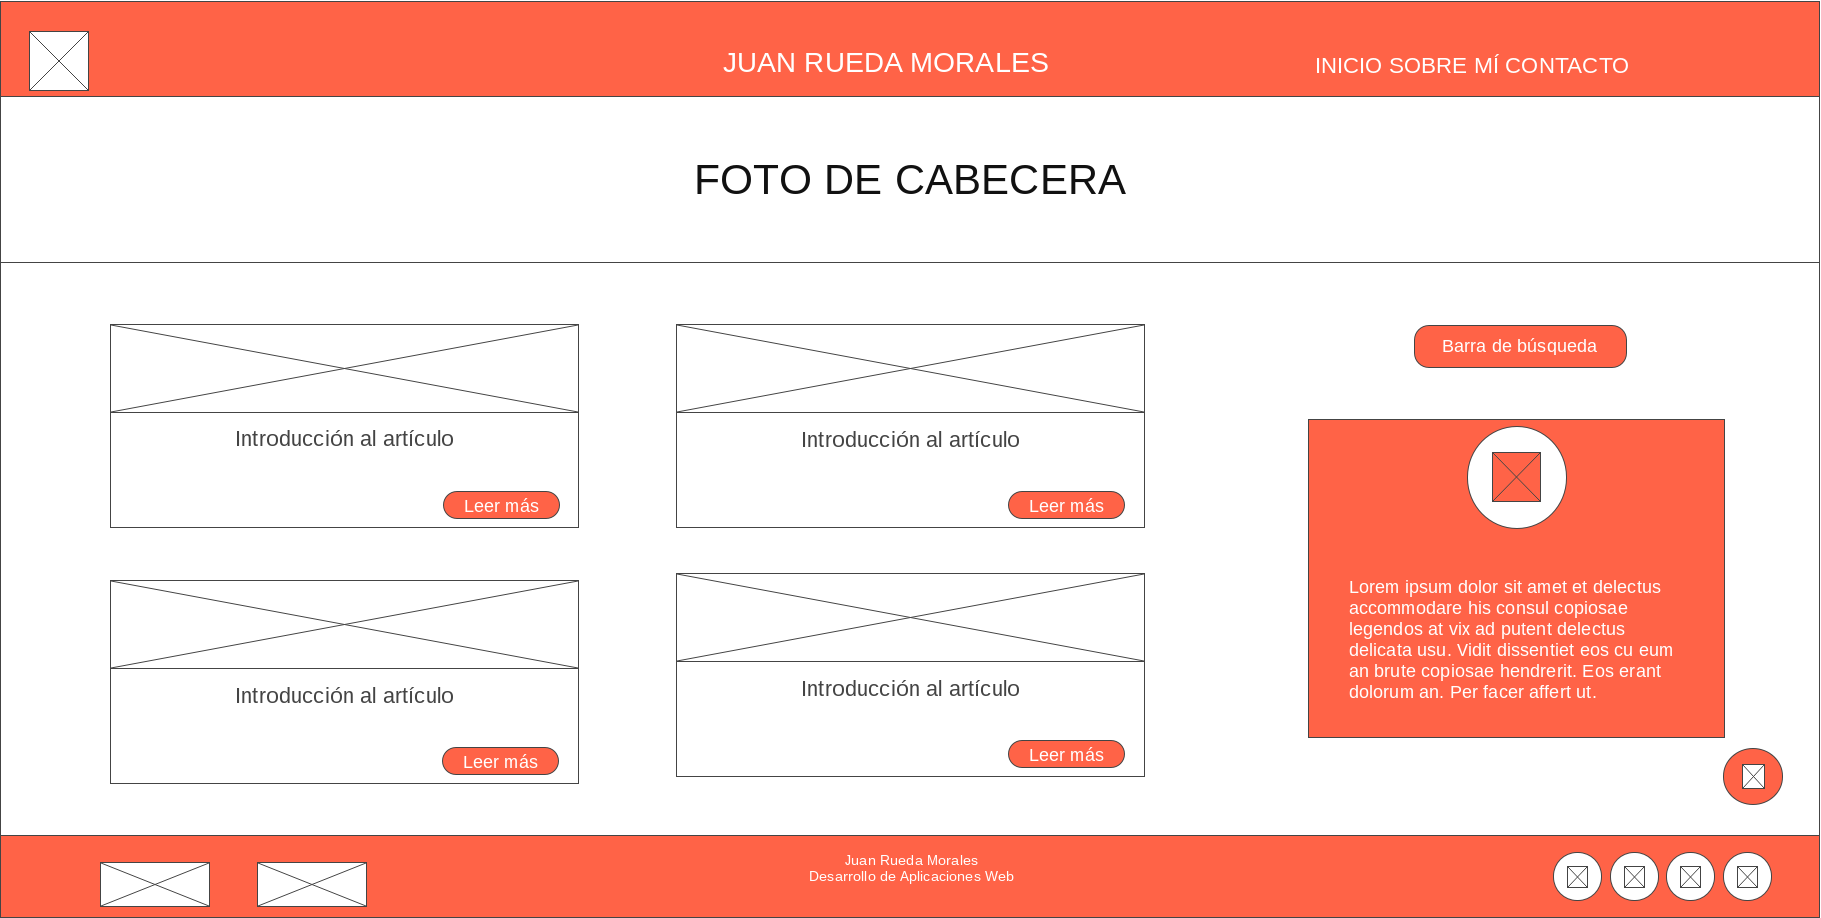 JUAN RUEDA MORALES
INICIO SOBRE MÍ CONTACTO
FOTO DE CABECERA
Introducción al artículo
Leer más
Introducción al artículo
Leer más
Introducción al artículo
Leer más
Introducción al artículo
Leer más
Barra de búsqueda
Lorem ipsum dolor sit amet et delectus
accommodare his consul copiosae
legendos at vix ad putent delectus
delicata usu. Vidit dissentiet eos cu eum
an brute copiosae hendrerit. Eos erant
dolorum an. Per facer affert ut.
Juan Rueda Morales
Desarrollo de Aplicaciones Web